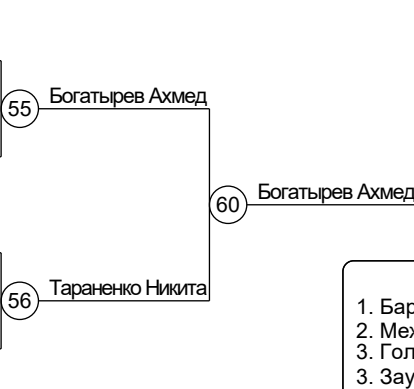 Богатырев Ахмед
55
Богатырев Ахмед
60
Тараненко Никита
56
1. Бар
2. Меж
3. Гол
3. Зау